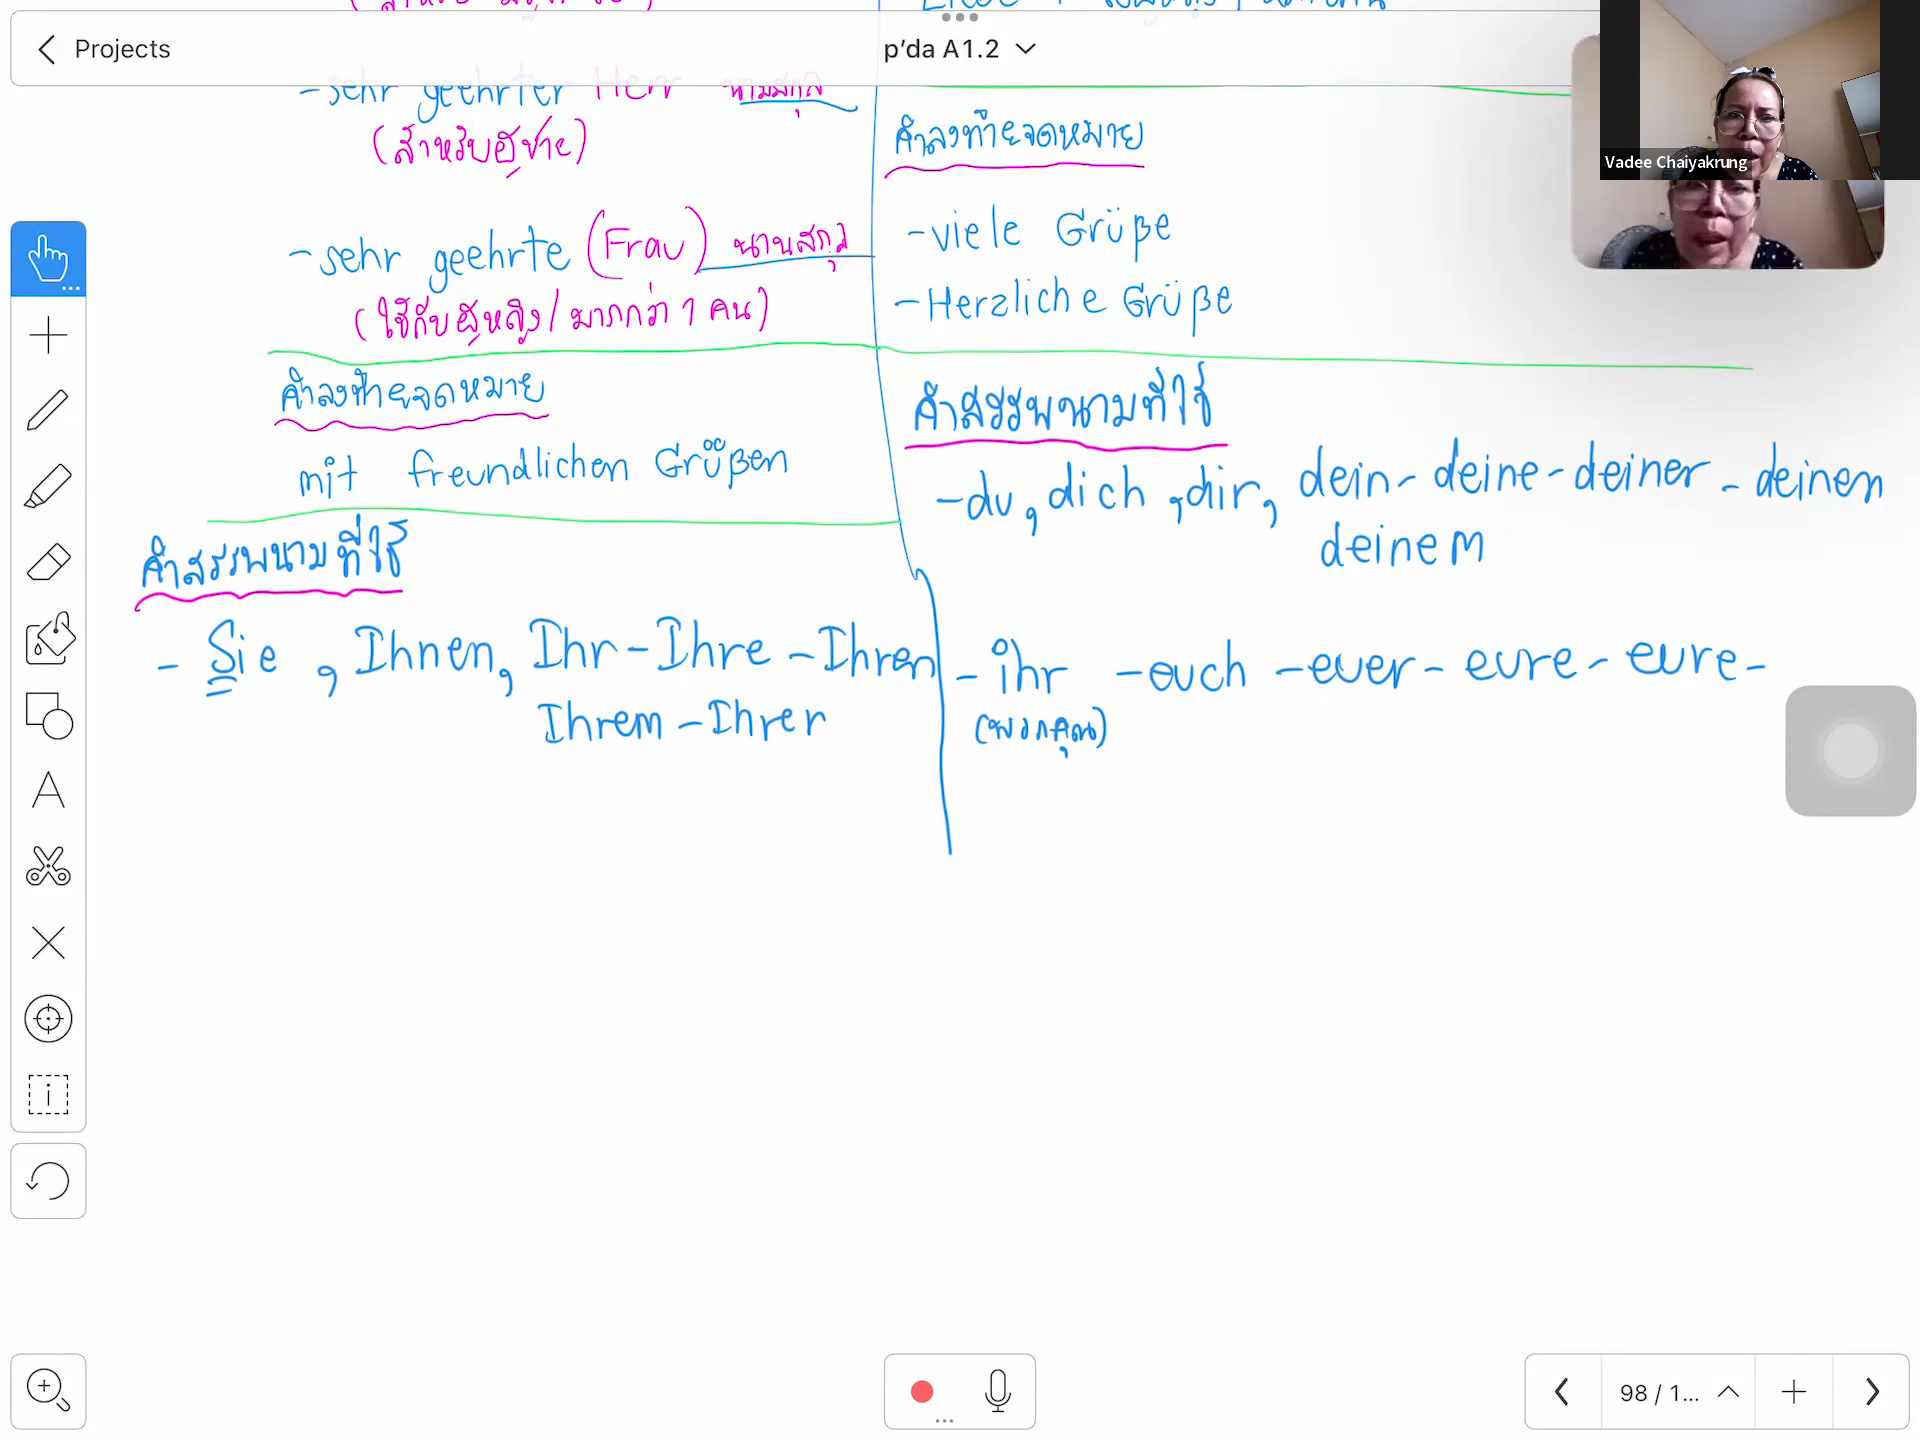 Projects
p'da A1.2
Vadee Chaiyakrung
-sehr geehrter Herr นามสกุล
(สำหรับผู้ชาย)
-sehr geehrte (Frau) นามสกุล
(ใช้กับผู้หญิง/มากกว่า 1 คน)
คำลงท้ายจดหมาย
mit freundlichen Grüßen
คำสรรพนามที่ใช้
- Sie , Ihnen, Ihr-Ihre-Ihren
Ihrem-Ihrer
คำลงท้ายจดหมาย
-viele Grüße
-Herzliche Grüße
คำสรรพนามที่ใช้
-du, dich ,dir, dein- deine-deiner - deinen
deinem
- ihr -euch -euer- eure- eure-
(พวกคุณ)
98 / 1...